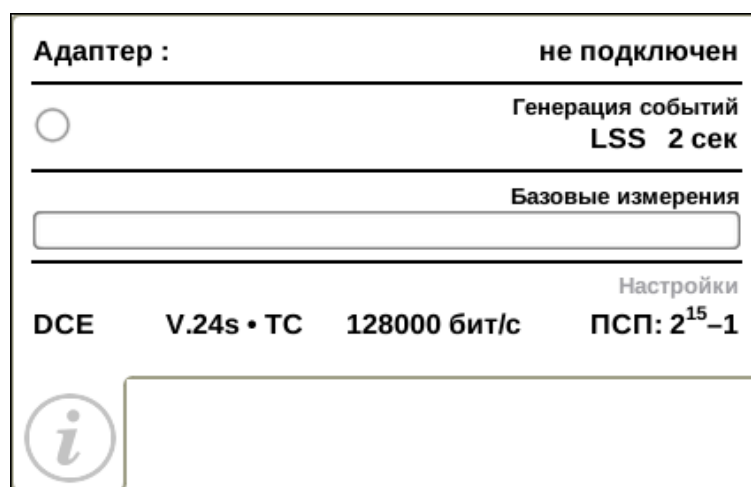 Адаптер : не подключен
Генерация событий
LSS 2 сек
Базовые измерения
Настройки
DCE V.24s • TC 128000 бит/с ПСП: 2¹⁵–1
i